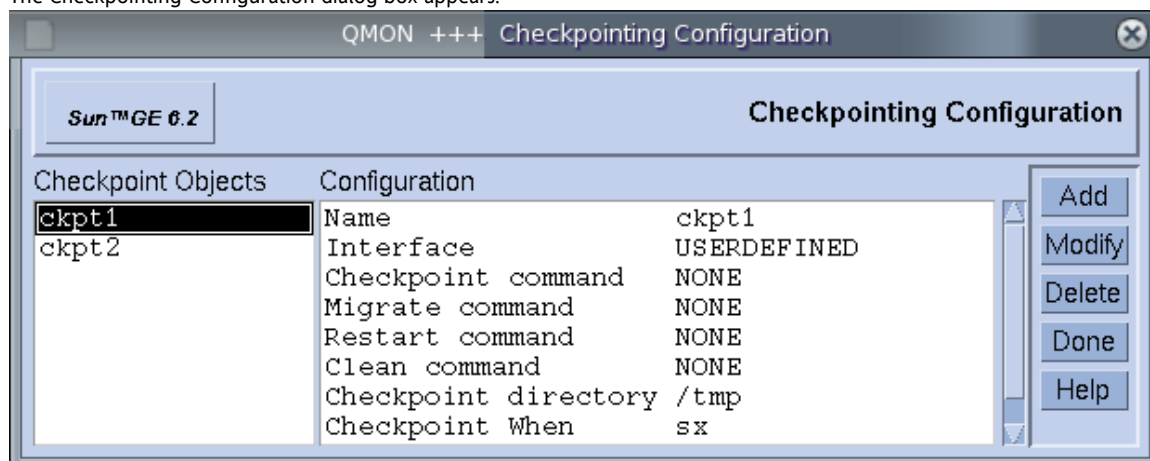 The Checkpointing Configuration dialog box appears.
QMON +++ Checkpointing Configuration
Sun™GE 6.2
Checkpointing Configuration
Checkpoint Objects
ckpt1
ckpt2
Configuration
Name ckpt1
Interface USERDEFINED
Checkpoint command NONE
Migrate command NONE
Restart command NONE
Clean command NONE
Checkpoint directory /tmp
Checkpoint When sx
Add
Modify
Delete
Done
Help